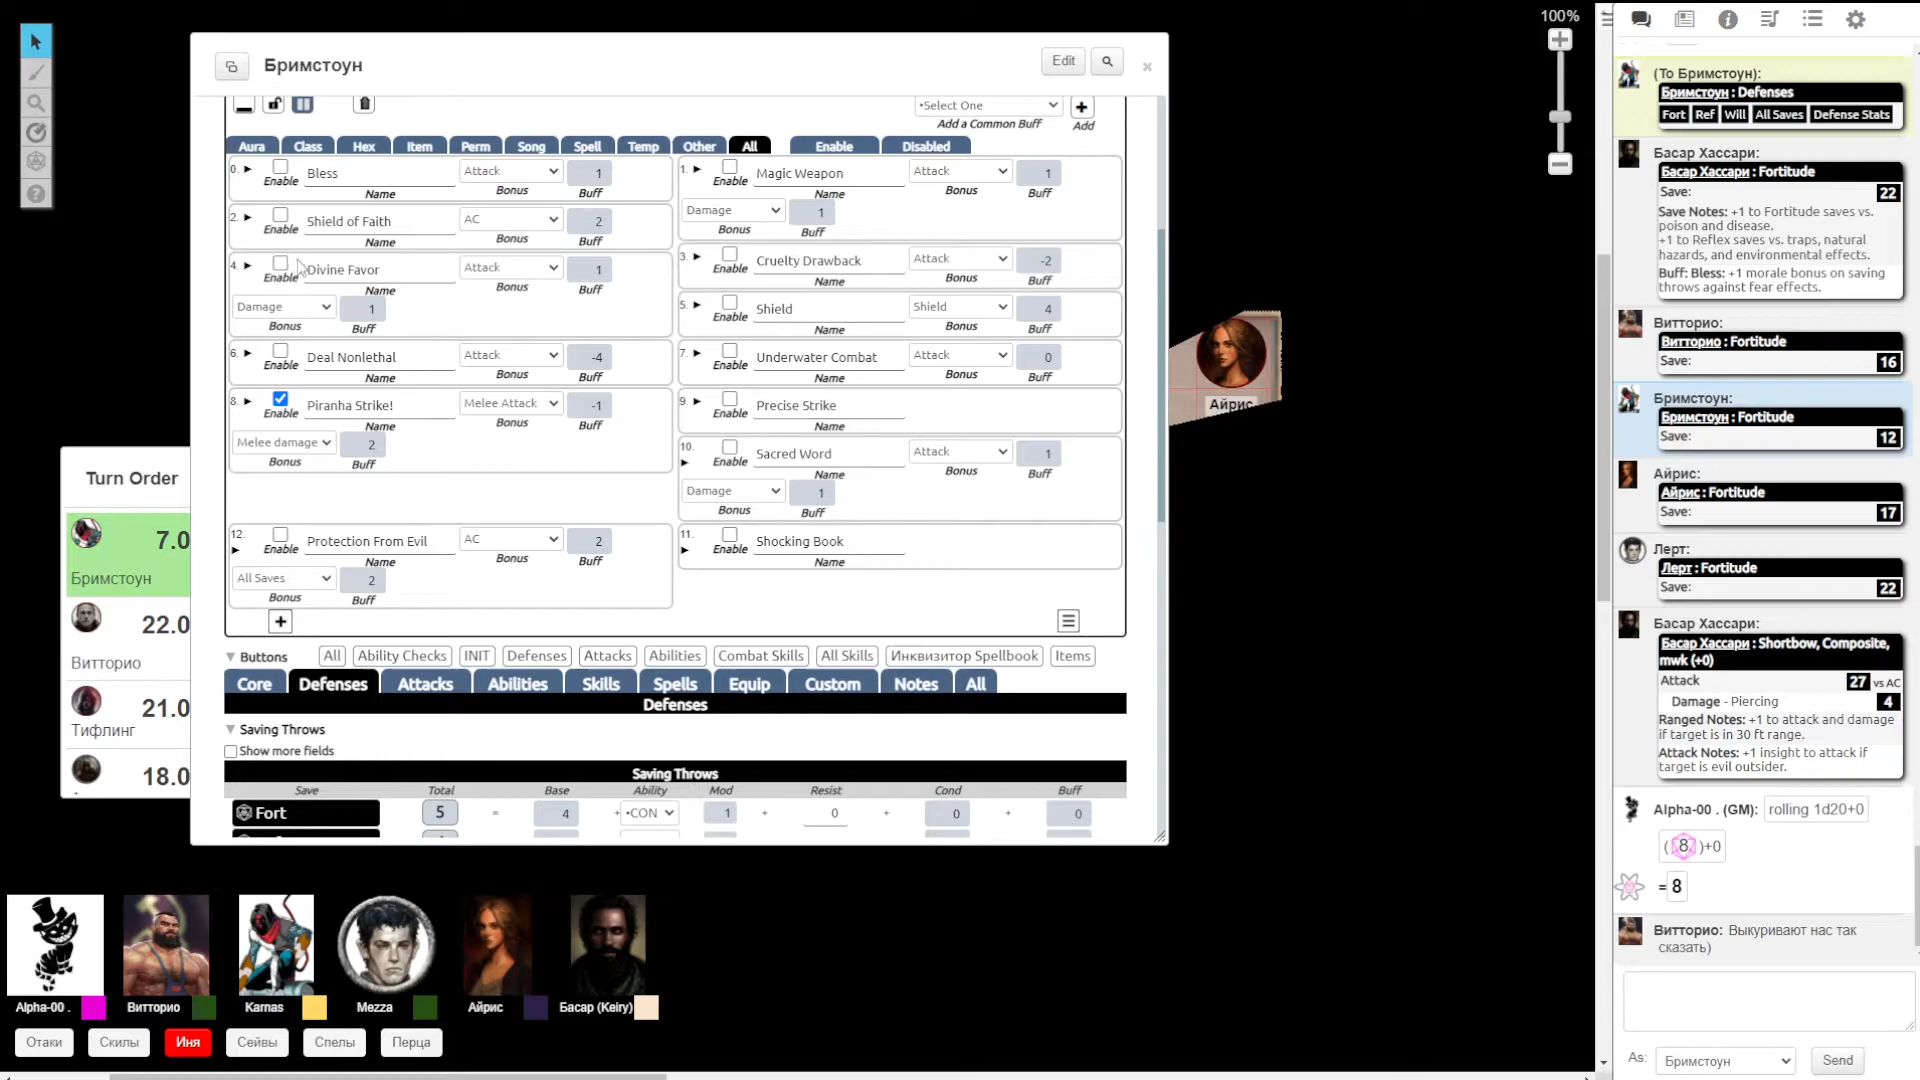 100%
Бримстоун
Edit
•Select One
Add a Common Buff
Add
Aura Class Hex Item Perm Song Spell Temp Other All Enable Disabled
0. Enable Bless Attack 1
Name Bonus Buff
1. Enable Magic Weapon Attack 1
Name Bonus Buff
Damage 1
Bonus Buff
2. Enable Shield of Faith AC 2
Name Bonus Buff
3. Enable Cruelty Drawback Attack -2
Name Bonus Buff
4. Enable Divine Favor Attack 1
Name Bonus Buff
Damage 1
Bonus Buff
5. Enable Shield Shield 4
Name Bonus Buff
6. Enable Deal Nonlethal Attack -4
Name Bonus Buff
7. Enable Underwater Combat Attack 0
Name Bonus Buff
8. Enable Piranha Strike! Melee Attack -1
Name Bonus Buff
Melee damage 2
Bonus Buff
9. Enable Precise Strike
Name
10. Enable Sacred Word Attack 1
Name Bonus Buff
Damage 1
Bonus Buff
12. Enable Protection From Evil AC 2
Name Bonus Buff
All Saves 2
Bonus Buff
11. Enable Shocking Book
Name
Buttons All Ability Checks INIT Defenses Attacks Abilities Combat Skills All Skills Инквизитор Spellbook Items
Core Defenses Attacks Abilities Skills Spells Equip Custom Notes All
Defenses
Saving Throws
Show more fields
Saving Throws
Save Total Base Ability Mod Resist Cond Buff
Fort 5 = 4 + •CON 1 + 0 + 0 + 0
Turn Order
7.0
Бримстоун
22.0
Витторио
21.0
Тифлинг
18.0
Айрис
Alpha-00 . Витторио Karnas Mezza Айрис Басар (Keiry)
Отаки Скилы Иня Сейвы Спелы Перца
(To Бримстоун):
Бримстоун : Defenses
Fort Ref Will All Saves Defense Stats
Басар Хассари:
Басар Хассари : Fortitude
Save: 22
Save Notes: +1 to Fortitude saves vs.
poison and disease.
+1 to Reflex saves vs. traps, natural
hazards, and environmental effects.
Buff: Bless: +1 morale bonus on saving
throws against fear effects.
Витторио:
Витторио : Fortitude
Save: 16
Бримстоун:
Бримстоун : Fortitude
Save: 12
Айрис:
Айрис : Fortitude
Save: 17
Лерт:
Лерт : Fortitude
Save: 22
Басар Хассари:
Басар Хассари : Shortbow, Composite,
mwk (+0)
Attack 27 vs AC
Damage - Piercing 4
Ranged Notes: +1 to attack and damage
if target is in 30 ft range.
Attack Notes: +1 insight to attack if
target is evil outsider.
Alpha-00 . (GM): rolling 1d20+0
(8)+0
=8
Витторио: Выкуривают нас так
сказать)
As: Бримстоун Send